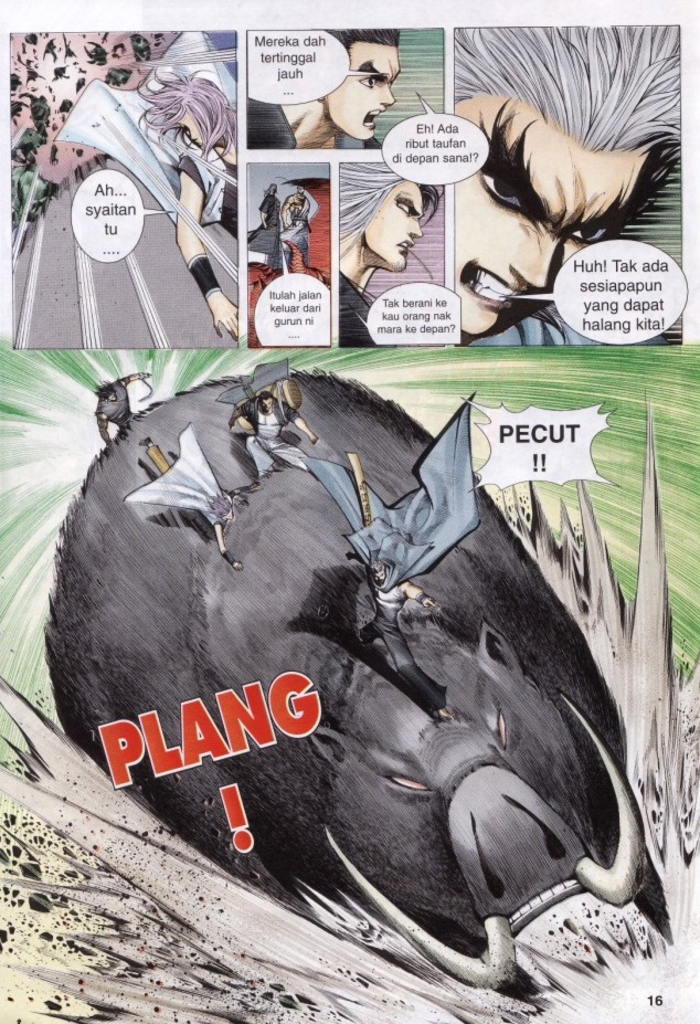 Ah...
syaitan
tu
....
Mereka dah
tertinggal
jauh
...
Eh! Ada
ribut taufan
di depan sana!?
Itulah jalan
keluar dari
gurun ni
....
Tak berani ke
kau orang nak
mara ke depan?
Huh! Tak ada
sesiapapun
yang dapat
halang kita!
PECUT
!!
PLANG
!
16